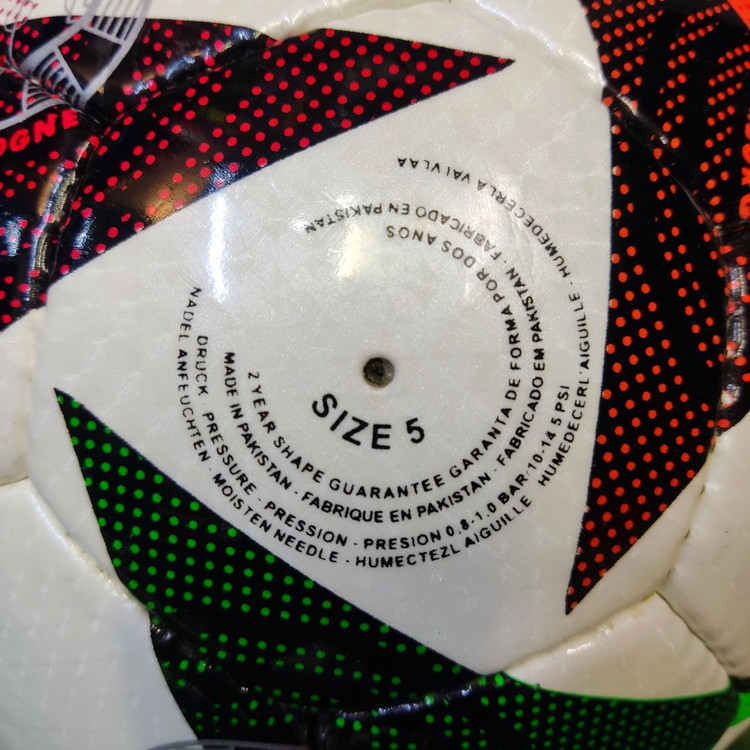 OGNE
SIZE 5
2 YEAR SHAPE GUARANTEE GARANTA DE FORMA POR DOS ANOS
MADE IN PAKISTAN · FABRIQUE EN PAKISTAN · FABRICADO EM PAKISTAN · FABRICADO EN PAKISTAN
DRUCK PRESSURE - PRESSION - PRESION 0,8-1.0 BAR·10-14 5 PSI
NADEL ANFEUCHTEN - MOISTEN NEEDLE - HUMECTEZL AIGUILLE HUMEDECERL'AIGUILLE - HUMEDECERLA VAIVLAA